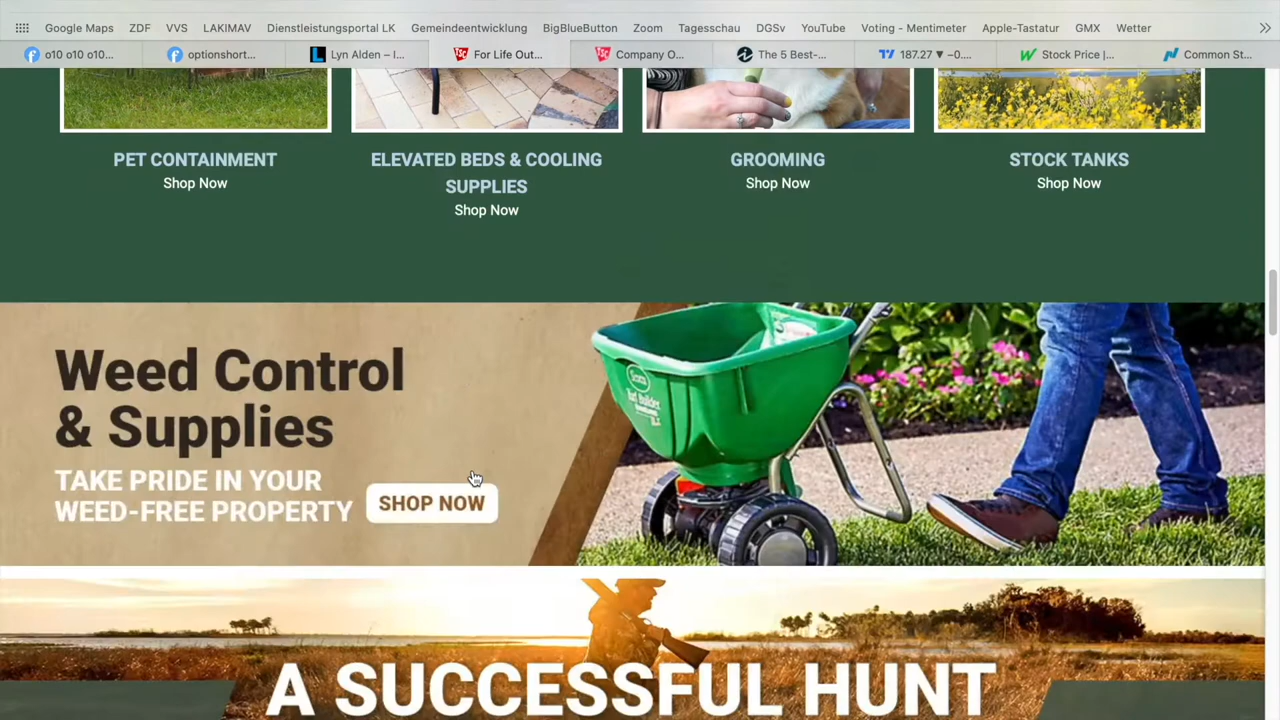 Google Maps ZDF VVS LAKIMAV Dienstleistungsportal LK Gemeindeentwicklung BigBlueButton Zoom Tagesschau DGSv YouTube Voting - Mentimeter Apple-Tastatur GMX Wetter
o10 o10 o10... optionshort... Lyn Alden – I... For Life Out... Company O... The 5 Best-... 187.27 ▼ −0.... Stock Price |... Common St...
PET CONTAINMENT
Shop Now
ELEVATED BEDS & COOLING
SUPPLIES
Shop Now
GROOMING
Shop Now
STOCK TANKS
Shop Now
Weed Control
& Supplies
TAKE PRIDE IN YOUR
WEED-FREE PROPERTY
SHOP NOW
Scotts
Turf Builder
A SUCCESSFUL HUNT